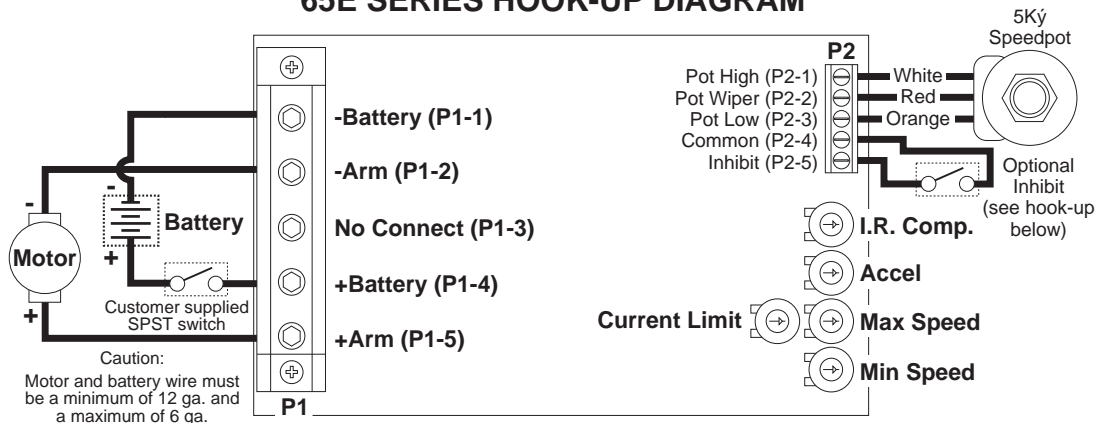 65E SERIES HOOK-UP DIAGRAM
5Ký
Speedpot
P2
Pot High (P2-1)
White
Pot Wiper (P2-2)
Red
Pot Low (P2-3)
Orange
Common (P2-4)
Inhibit (P2-5)
Optional
Inhibit
(see hook-up
below)
-Battery (P1-1)
-Arm (P1-2)
No Connect (P1-3)
+Battery (P1-4)
+Arm (P1-5)
P1
-
Battery
+
-
Motor
+
Customer supplied
SPST switch
Caution:
Motor and battery wire must
be a minimum of 12 ga. and
a maximum of 6 ga.
I.R. Comp.
Accel
Current Limit
Max Speed
Min Speed